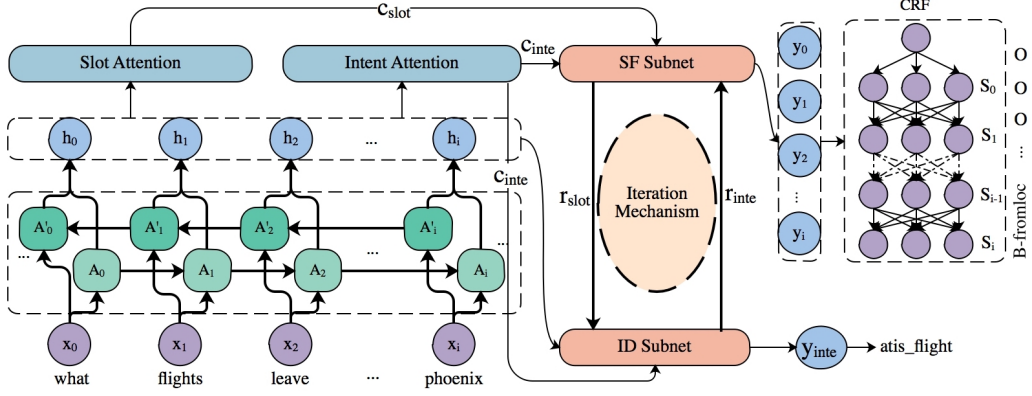 CRF
c_slot
Slot Attention
Intent Attention
c_inte
SF Subnet
y_0
y_1
y_2
...
y_i
O
S_0 O
O
S_1
...
S_i-1
S_i
B-fromloc
h_0 h_1 h_2 ... h_i
c_inte
r_slot
Iteration
Mechanism
r_inte
A'_0 A'_1 A'_2 A'_i
... ...
A_0 A_1 A_2 ... A_i
x_0 x_1 x_2 x_i
ID Subnet
y_inte
atis_flight
what flights leave ... phoenix